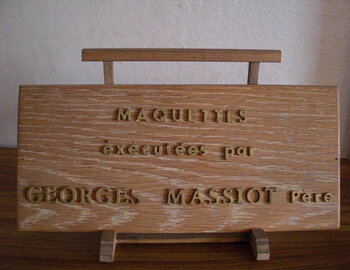 MAQUETTES
éxécutées par
GEORGES MASSIOT Père